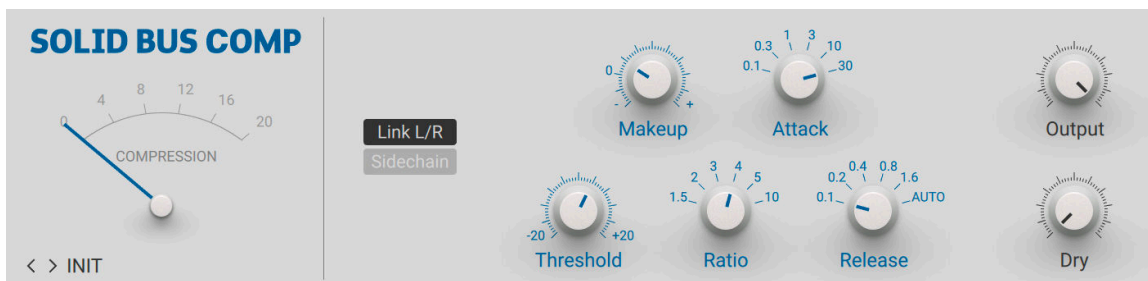 SOLID BUS COMP
0 4 8 12 16 20
COMPRESSION
< > INIT
Link L/R
Sidechain
0
- +
Makeup
0.1 0.3 1 3 10 30
Attack
Output
-20 +20
Threshold
1.5 2 3 4 5 10
Ratio
0.1 0.2 0.4 0.8 1.6 AUTO
Release
Dry